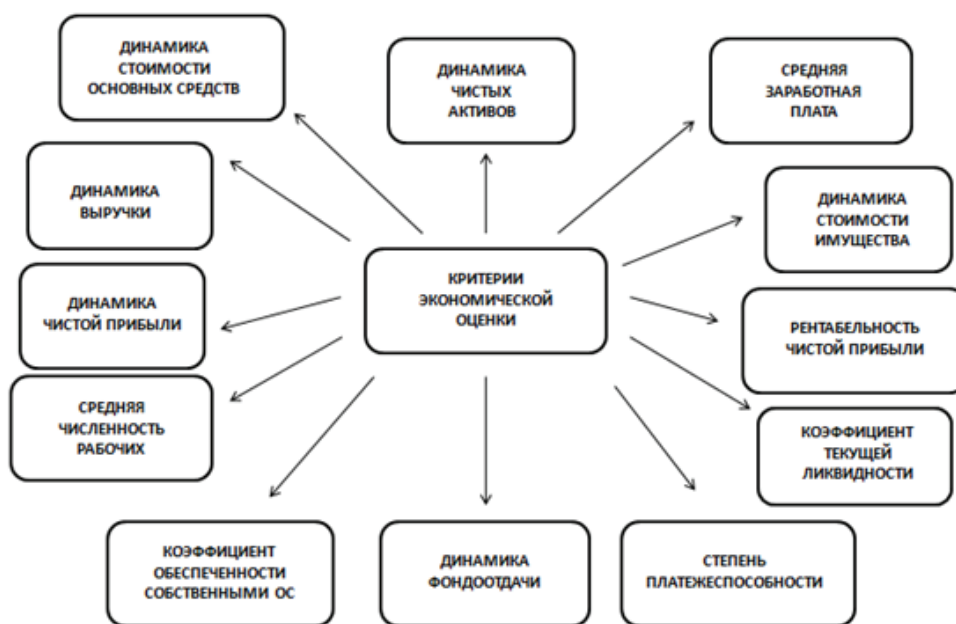 ДИНАМИКА
СТОИМОСТИ
ОСНОВНЫХ СРЕДСТВ
ДИНАМИКА
ЧИСТЫХ
АКТИВОВ
СРЕДНЯЯ
ЗАРАБОТНАЯ
ПЛАТА
ДИНАМИКА
ВЫРУЧКИ
ДИНАМИКА
СТОИМОСТИ
ИМУЩЕСТВА
КРИТЕРИИ
ЭКОНОМИЧЕСКОЙ
ОЦЕНКИ
ДИНАМИКА
ЧИСТОЙ ПРИБЫЛИ
РЕНТАБЕЛЬНОСТЬ
ЧИСТОЙ ПРИБЫЛИ
СРЕДНЯЯ
ЧИСЛЕННОСТЬ
РАБОЧИХ
КОЭФФИЦИЕНТ
ТЕКУЩЕЙ
ЛИКВИДНОСТИ
КОЭФФИЦИЕНТ
ОБЕСПЕЧЕННОСТИ
СОБСТВЕННЫМИ ОС
ДИНАМИКА
ФОНДООТДАЧИ
СТЕПЕНЬ
ПЛАТЕЖЕСПОСОБНОСТИ